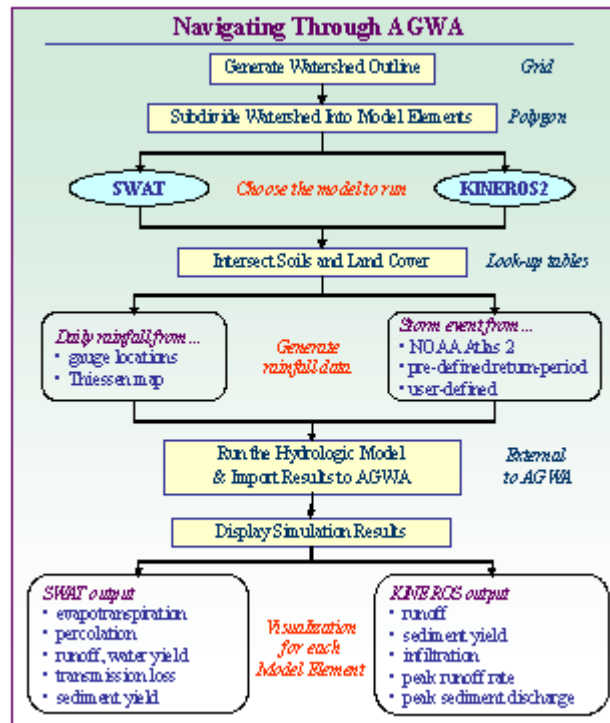 Navigating Through AGWA
Generate Watershed Outline
Grid
Subdivide Watershed Into Model Elements
Polygon
SWAT
Choose the model to run
KINEROS2
Intersect Soils and Land Cover
Look-up tables
Daily rainfall from...
• gauge locations
• Thiessen map
Generate
rainfall data
Storm event from...
• NOAA Atlas 2
• pre-defined return-period
• user-defined
Run the Hydrologic Model
& Import Results to AGWA
External
to AGWA
Display Simulation Results
SWAT output
• evapotranspiration
• percolation
• runoff, water yield
• transmission loss
• sediment yield
Visualization
for each
Model Element
KINEROS output
• runoff
• sediment yield
• infiltration
• peak runoff rate
• peak sediment discharge